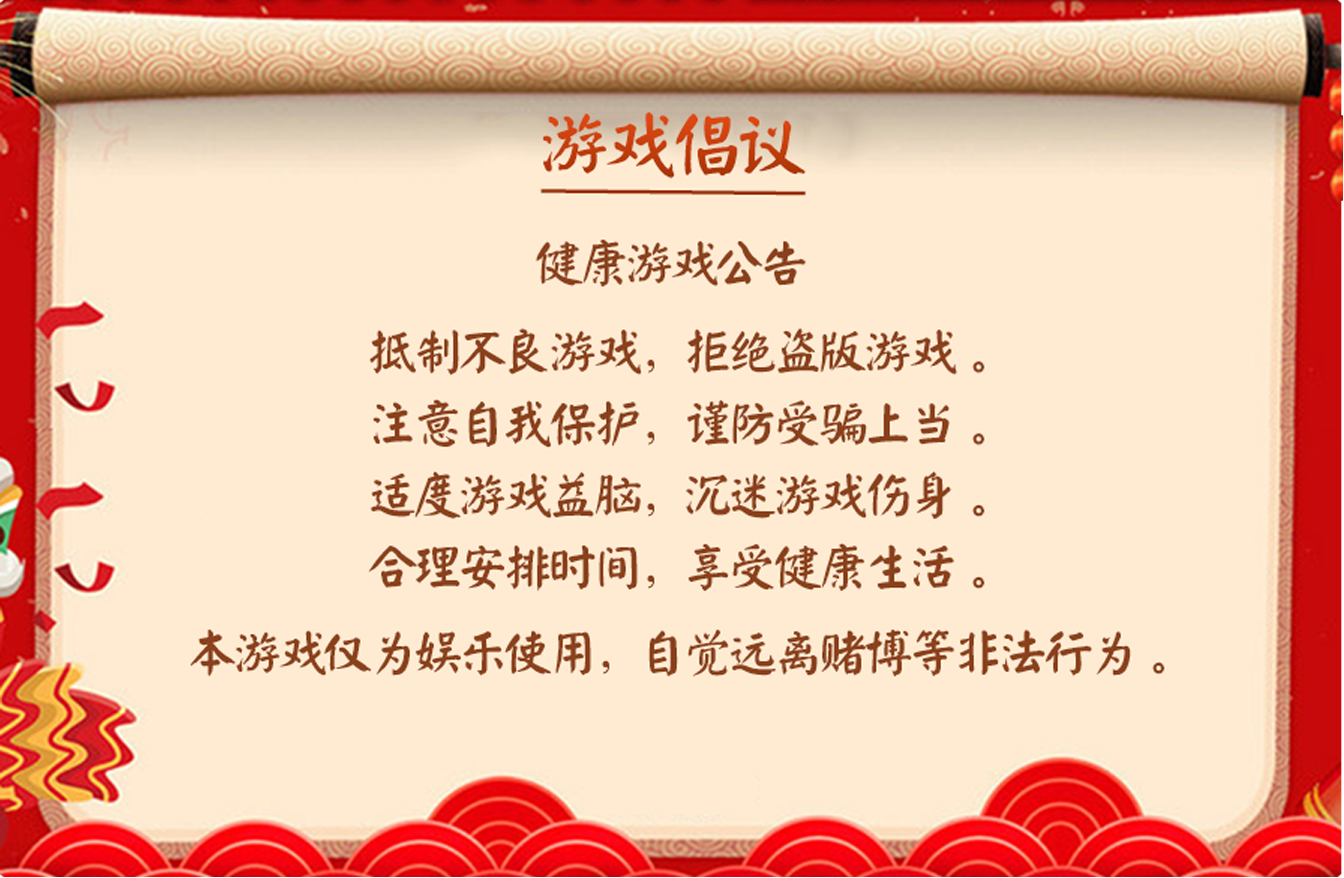 游戏倡议
健康游戏公告
抵制不良游戏，拒绝盗版游戏。
注意自我保护，谨防受骗上当。
适度游戏益脑，沉迷游戏伤身。
合理安排时间，享受健康生活。
本游戏仅为娱乐使用，自觉远离赌博等非法行为。